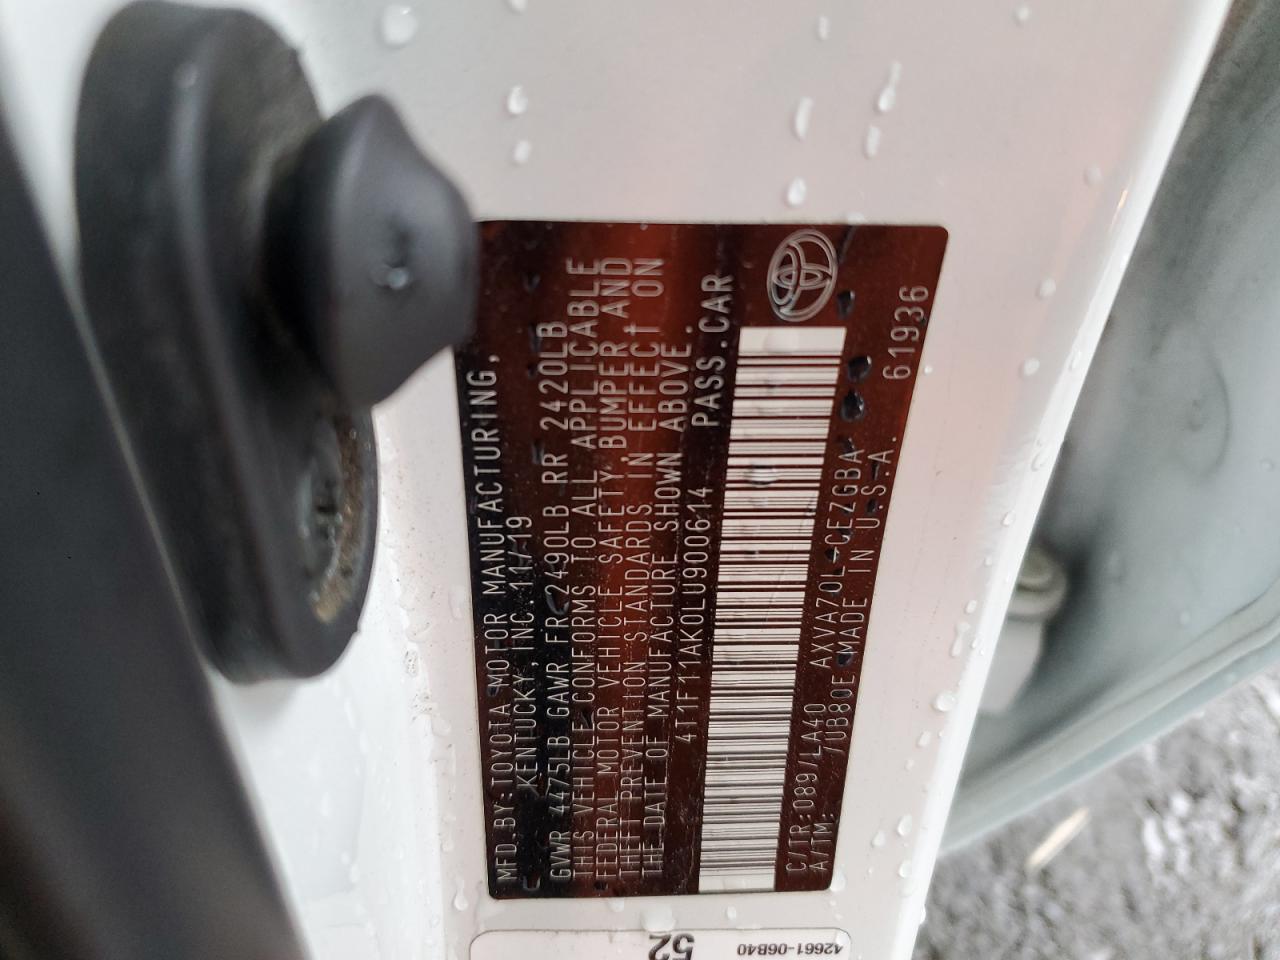 MFD.BY:TOYOTA MOTOR MANUFACTURING,
KENTUCKY, INC. 11/19
GVWR 4475LB GAWR FR 2490LB RR 2420LB
THIS VEHICLE CONFORMS TO ALL APPLICABLE
FEDERAL MOTOR VEHICLE SAFETY, BUMPER, AND
THEFT PREVENTION STANDARDS IN EFFECT ON
THE DATE OF MANUFACTURE SHOWN ABOVE.
4T1F11AK0LU900614 PASS.CAR
C/TR:089/LA40 AXVA70L-CEZGBA
A/TM: /UB80E MADE IN U.S.A. 61936
52
42661-06B40